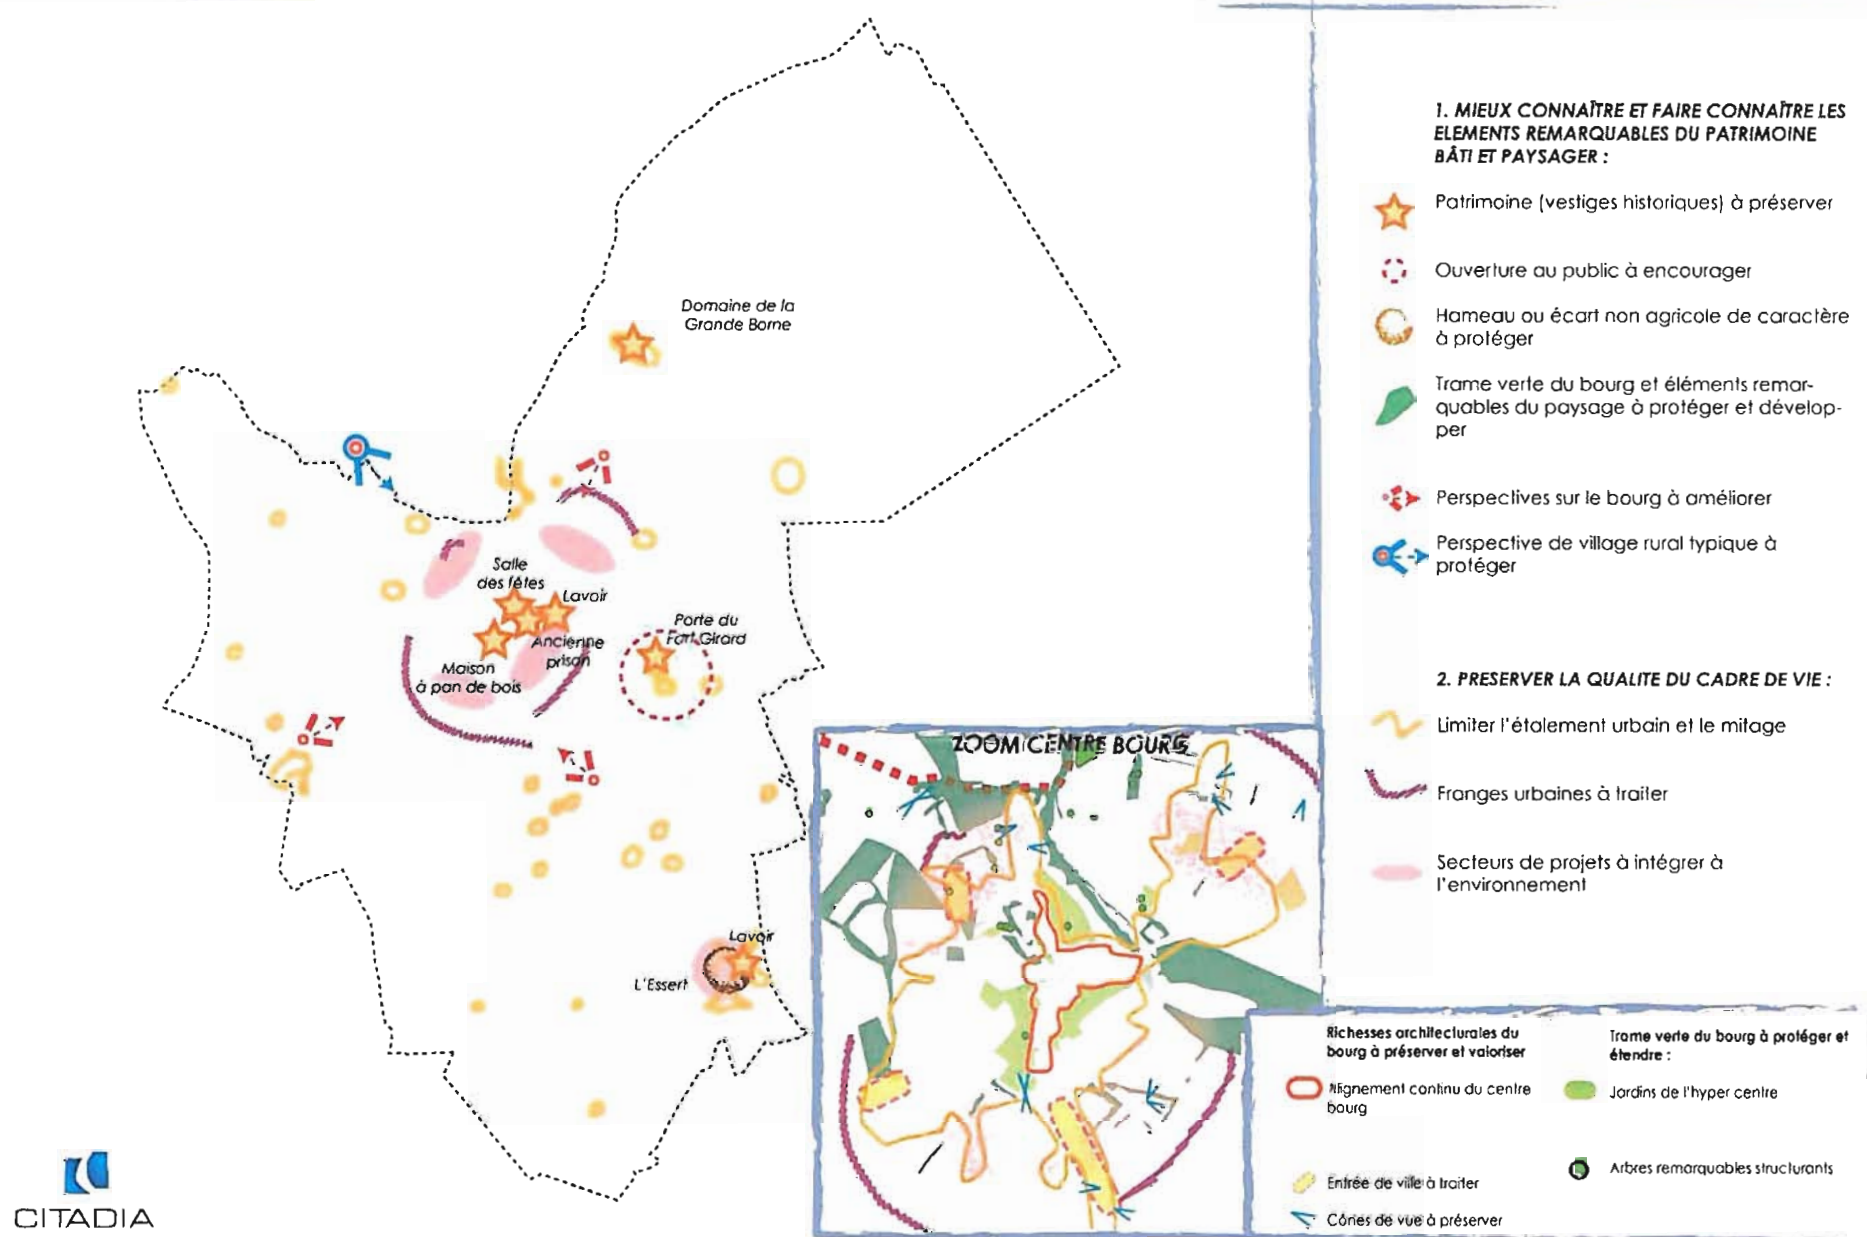 Domaine de la
Grande Borne
Salle
des fêtes
Lavoir
Ancienne
prison
Maison
à pan de bois
Porte du
Fort Girard
Lavoir
L'Essert
CITADIA
1. MIEUX CONNAÎTRE ET FAIRE CONNAÎTRE LES
ELEMENTS REMARQUABLES DU PATRIMOINE
BÂTI ET PAYSAGER :
Patrimoine (vestiges historiques) à préserver
Ouverture au public à encourager
Hameau ou écart non agricole de caractère
à protéger
Trame verte du bourg et éléments remar-
quables du paysage à protéger et dévelop-
per
Perspectives sur le bourg à améliorer
Perspective de village rural typique à
protéger
2. PRESERVER LA QUALITE DU CADRE DE VIE :
Limiter l'étalement urbain et le mitage
Franges urbaines à traiter
Secteurs de projets à intégrer à
l'environnement
ZOOM CENTRE BOURG
Richesses architecturales du
bourg à préserver et valoriser
Alignement continu du centre
bourg
Entrée de ville à traiter
Cônes de vue à préserver
Trame verte du bourg à protéger et
étendre :
Jardins de l'hyper centre
Arbres remarquables structurants